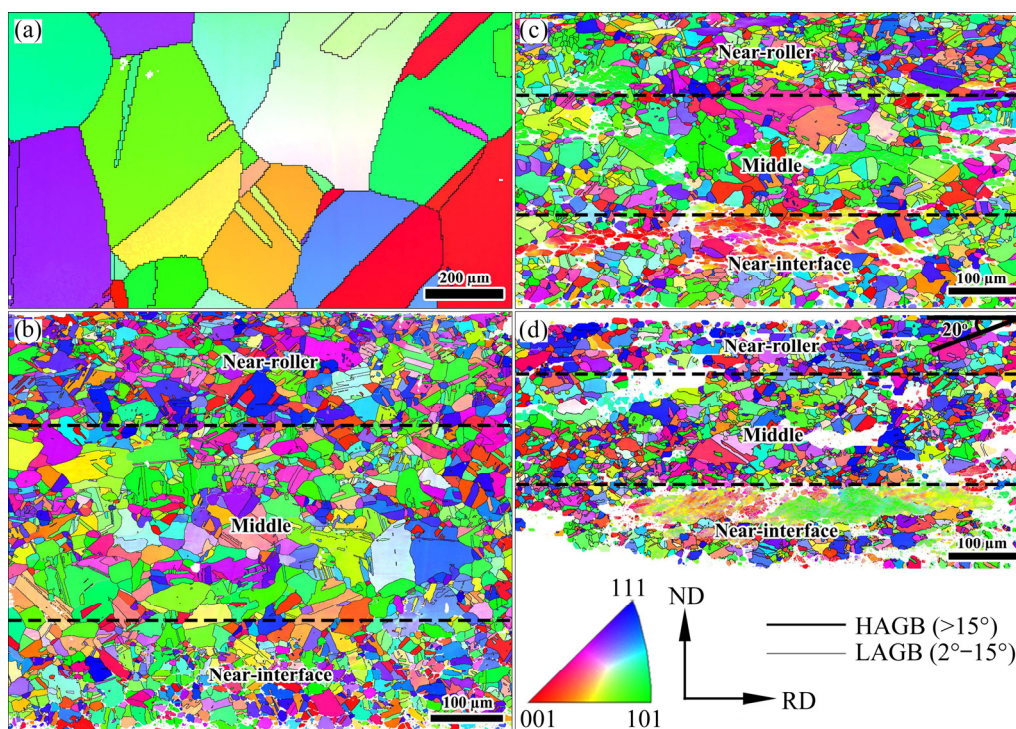 (a)
200 μm
(b)
Near-roller
Middle
Near-interface
100 μm
(c)
Near-roller
Middle
Near-interface
100 μm
(d)
20°
Near-roller
Middle
Near-interface
100 μm
111
001
101
ND
RD
HAGB (>15°)
LAGB (2°−15°)